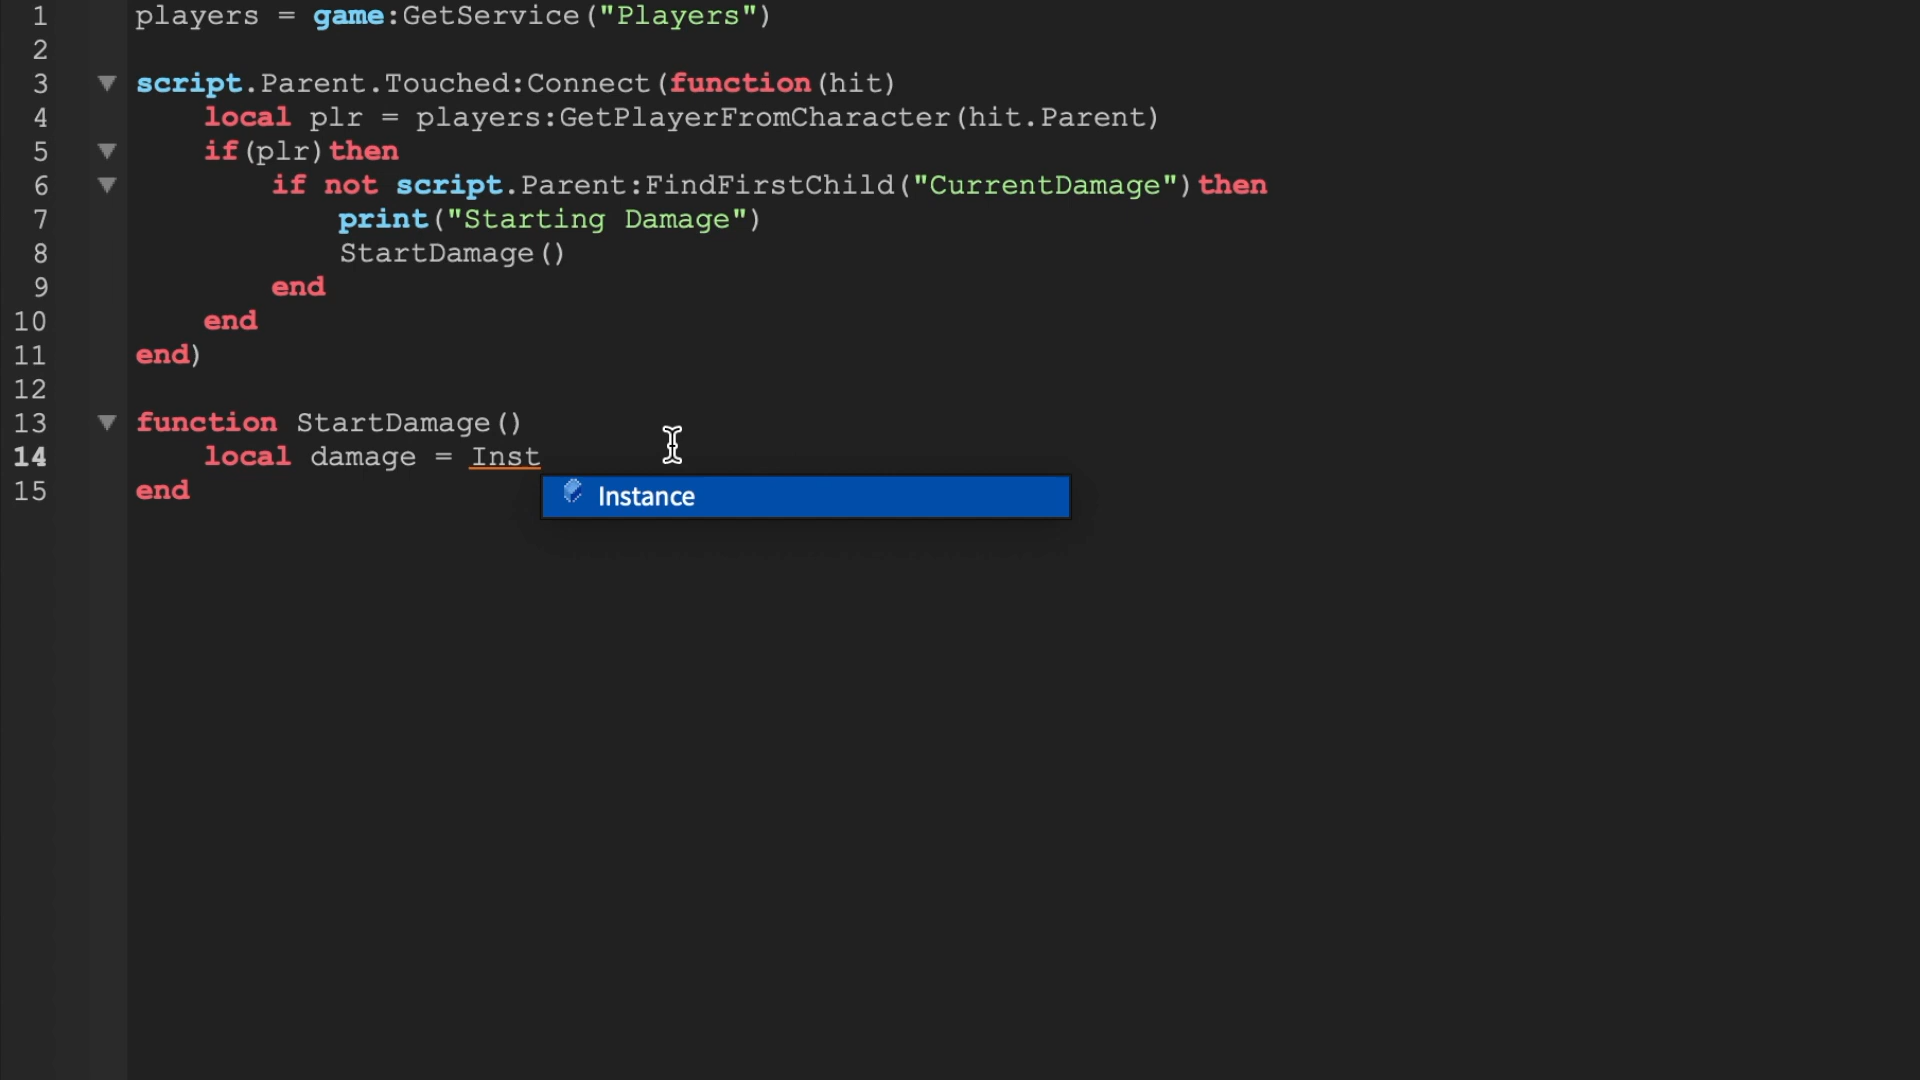 1 players = game:GetService("Players")
2
3 script.Parent.Touched:Connect(function(hit)
4 local plr = players:GetPlayerFromCharacter(hit.Parent)
5 if(plr)then
6 if not script.Parent:FindFirstChild("CurrentDamage")then
7 print("Starting Damage")
8 StartDamage()
9 end
10 end
11 end)
12
13 function StartDamage()
14 local damage = Inst
Instance
15 end